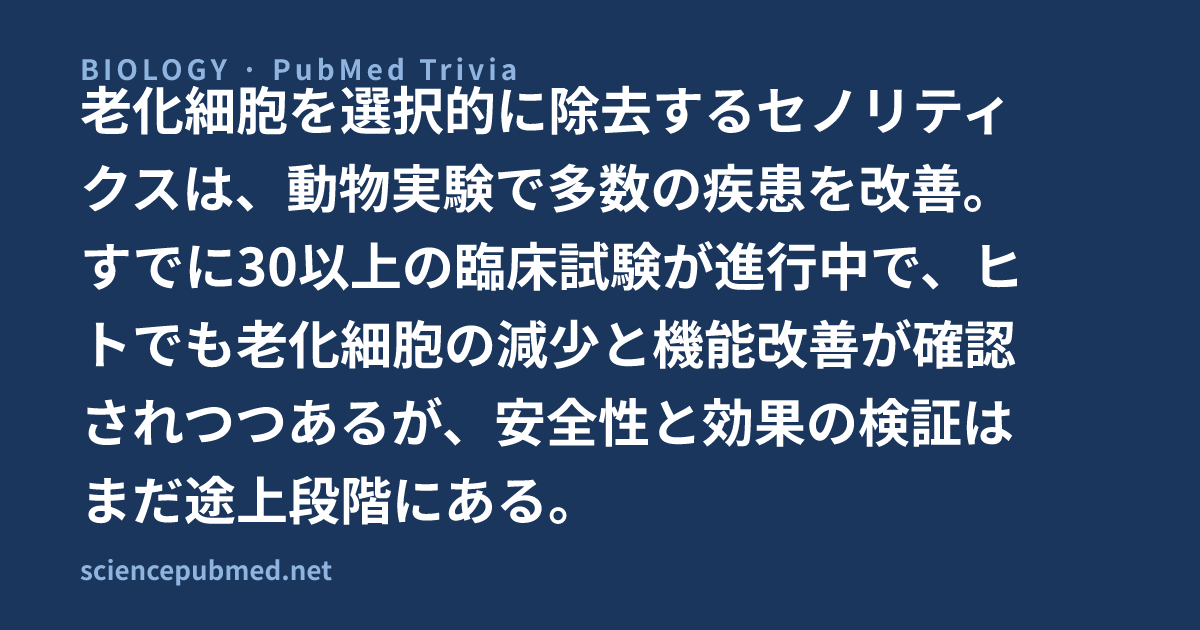 BIOLOGY · PubMed Trivia
老化細胞を選択的に除去するセノリティ
クスは、動物実験で多数の疾患を改善。
すでに30以上の臨床試験が進行中で、ヒ
トでも老化細胞の減少と機能改善が確認
されつつあるが、安全性と効果の検証は
まだ途上段階にある。
sciencepubmed.net